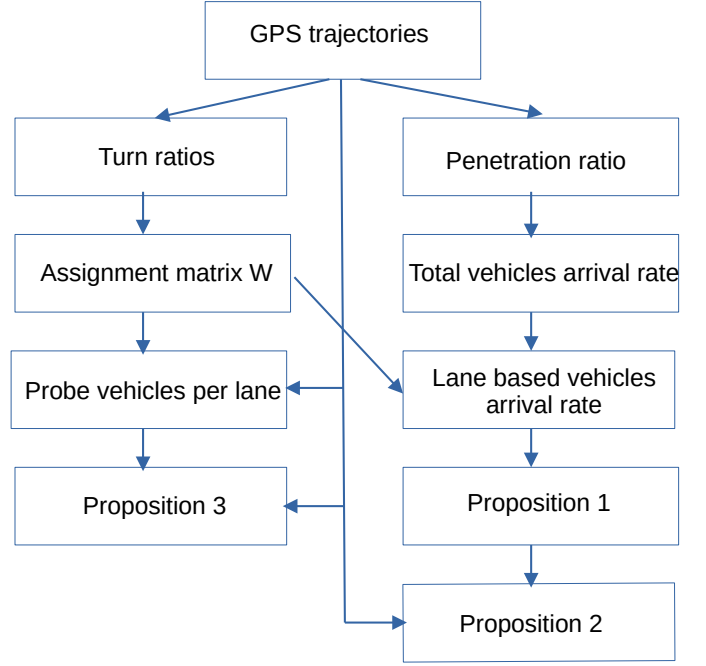 GPS trajectories
Turn ratios
Penetration ratio
Assignment matrix W
Total vehicles arrival rate
Probe vehicles per lane
Lane based vehicles
arrival rate
Proposition 3
Proposition 1
Proposition 2